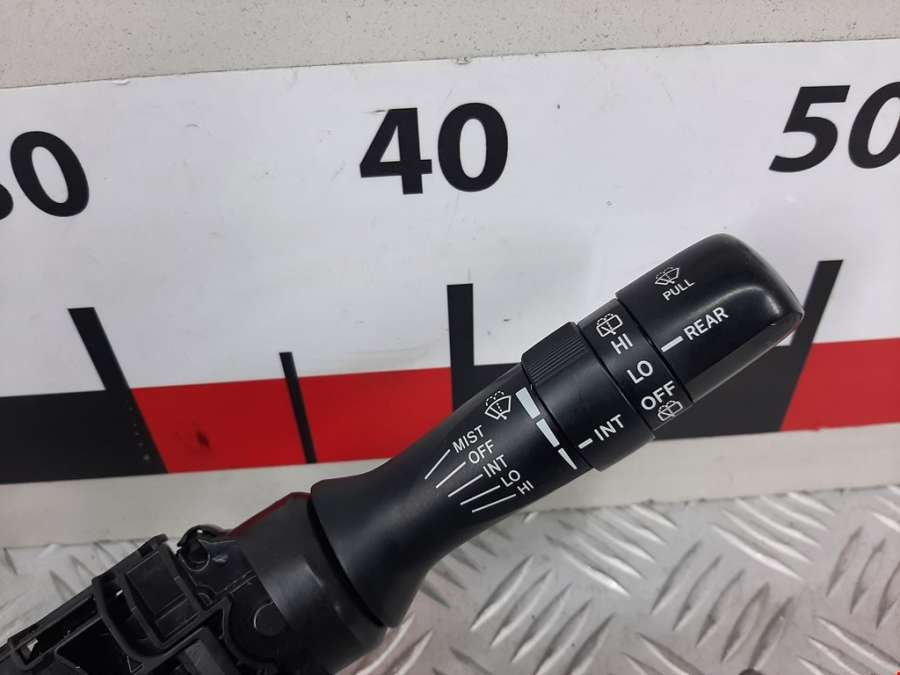 40
50
PULL
REAR
HI
LO
OFF
INT
MIST
OFF
INT
LO
HI